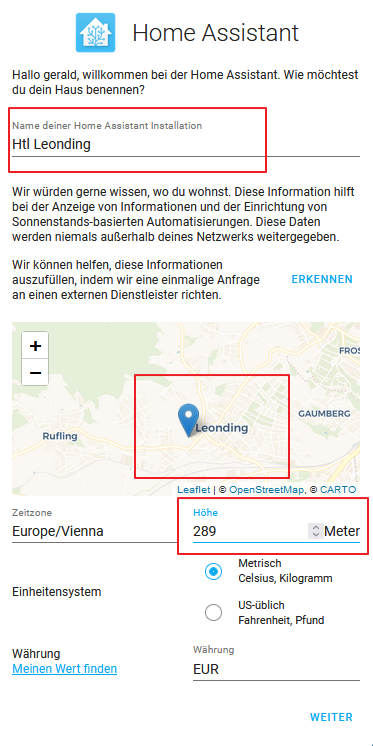 Home Assistant
Hallo gerald, willkommen bei der Home Assistant. Wie möchtest
du dein Haus benennen?
Name deiner Home Assistant Installation
Htl Leonding
Wir würden gerne wissen, wo du wohnst. Diese Information hilft
bei der Anzeige von Informationen und der Einrichtung von
Sonnenstands-basierten Automatisierungen. Diese Daten
werden niemals außerhalb deines Netzwerks weitergegeben.
Wir können helfen, diese Informationen
auszufüllen, indem wir eine einmalige Anfrage
an einen externen Dienstleister richten.
ERKENNEN
+
−
FROS
GAUMBERG
Leonding
Rufling
Leaflet | © OpenStreetMap, © CARTO
Zeitzone
Europe/Vienna
Höhe
289 Meter
Einheitensystem
Metrisch
Celsius, Kilogramm
US-üblich
Fahrenheit, Pfund
Währung
Meinen Wert finden
Währung
EUR
WEITER